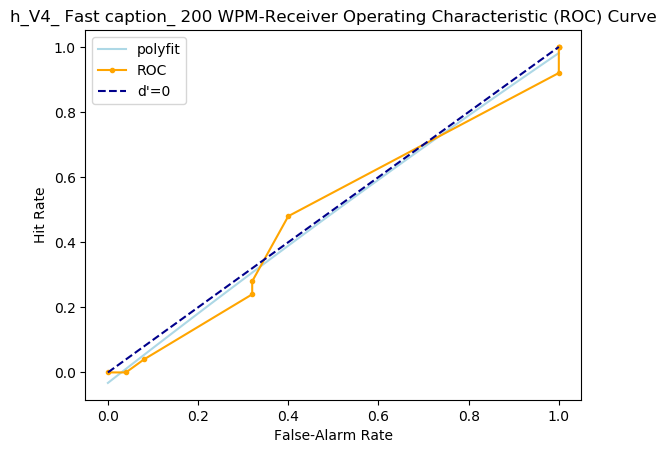 h_V4_ Fast caption_ 200 WPM-Receiver Operating Characteristic (ROC) Curve
polyfit
ROC
d'=0
1.0
0.8
0.6
0.4
0.2
0.0
Hit Rate
0.0 0.2 0.4 0.6 0.8 1.0
False-Alarm Rate